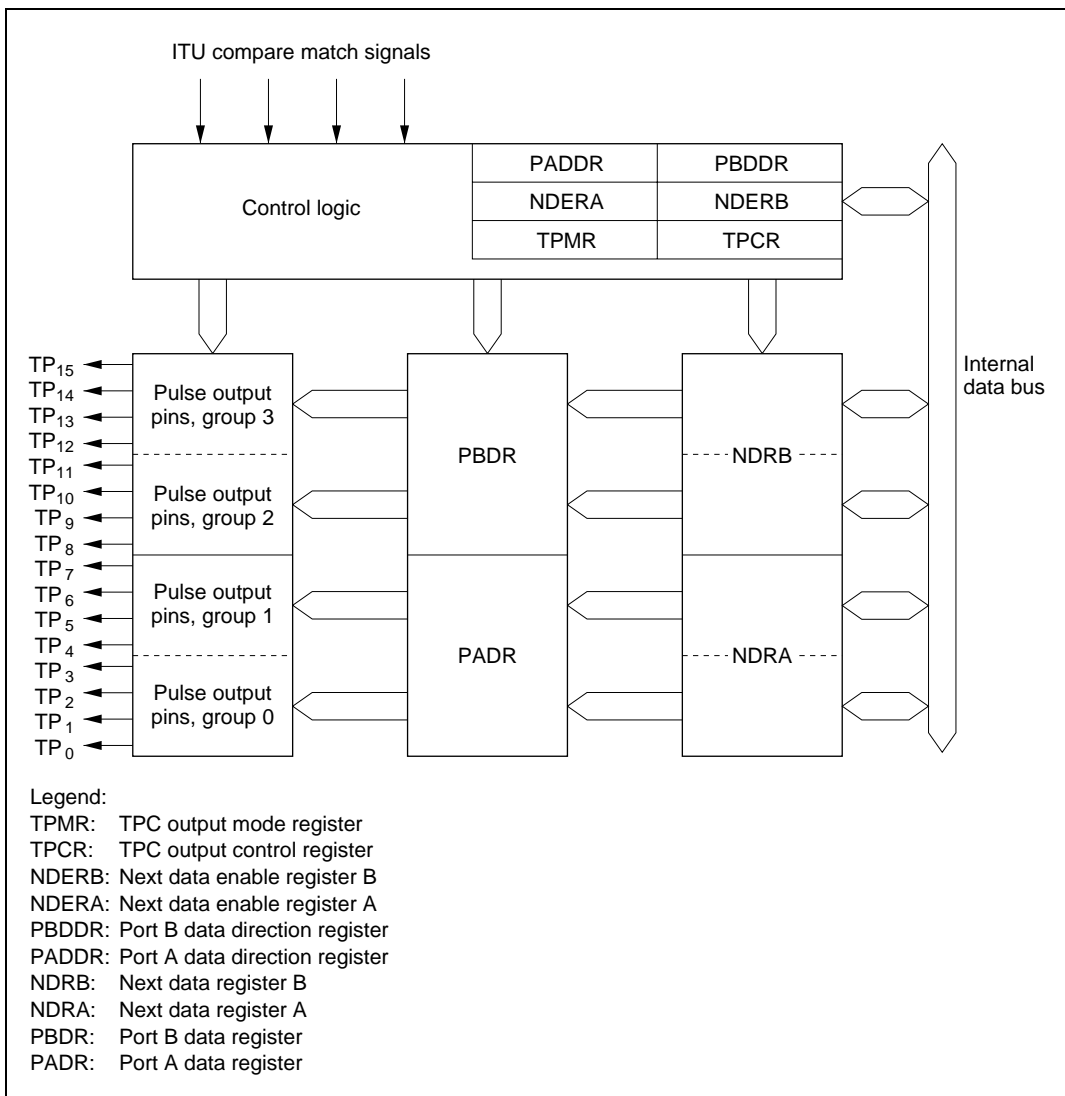 ITU compare match signals
Control logic
PADDR PBDDR
NDERA NDERB
TPMR TPCR
Internal
data bus
TP15
TP14
TP13
TP12
TP11
TP10
TP9
TP8
TP7
TP6
TP5
TP4
TP3
TP2
TP1
TP0
Pulse output
pins, group 3
Pulse output
pins, group 2
Pulse output
pins, group 1
Pulse output
pins, group 0
PBDR
PADR
NDRB
NDRA
Legend:
TPMR: TPC output mode register
TPCR: TPC output control register
NDERB: Next data enable register B
NDERA: Next data enable register A
PBDDR: Port B data direction register
PADDR: Port A data direction register
NDRB: Next data register B
NDRA: Next data register A
PBDR: Port B data register
PADR: Port A data register